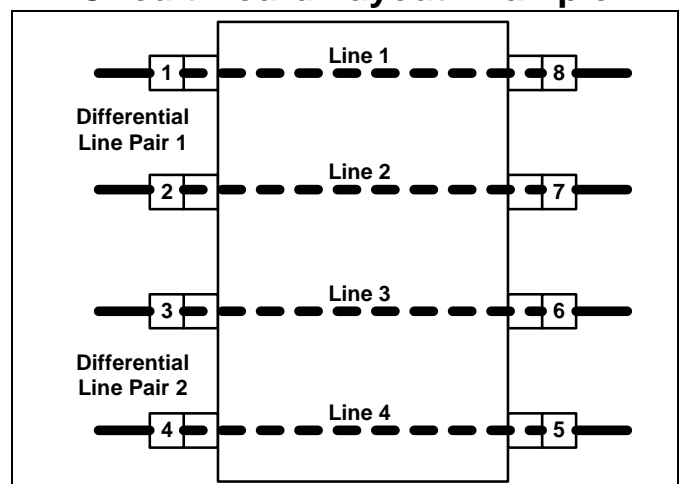 1
Line 1
8
Differential
Line Pair 1
2
Line 2
7
3
Line 3
6
Differential
Line Pair 2
4
Line 4
5